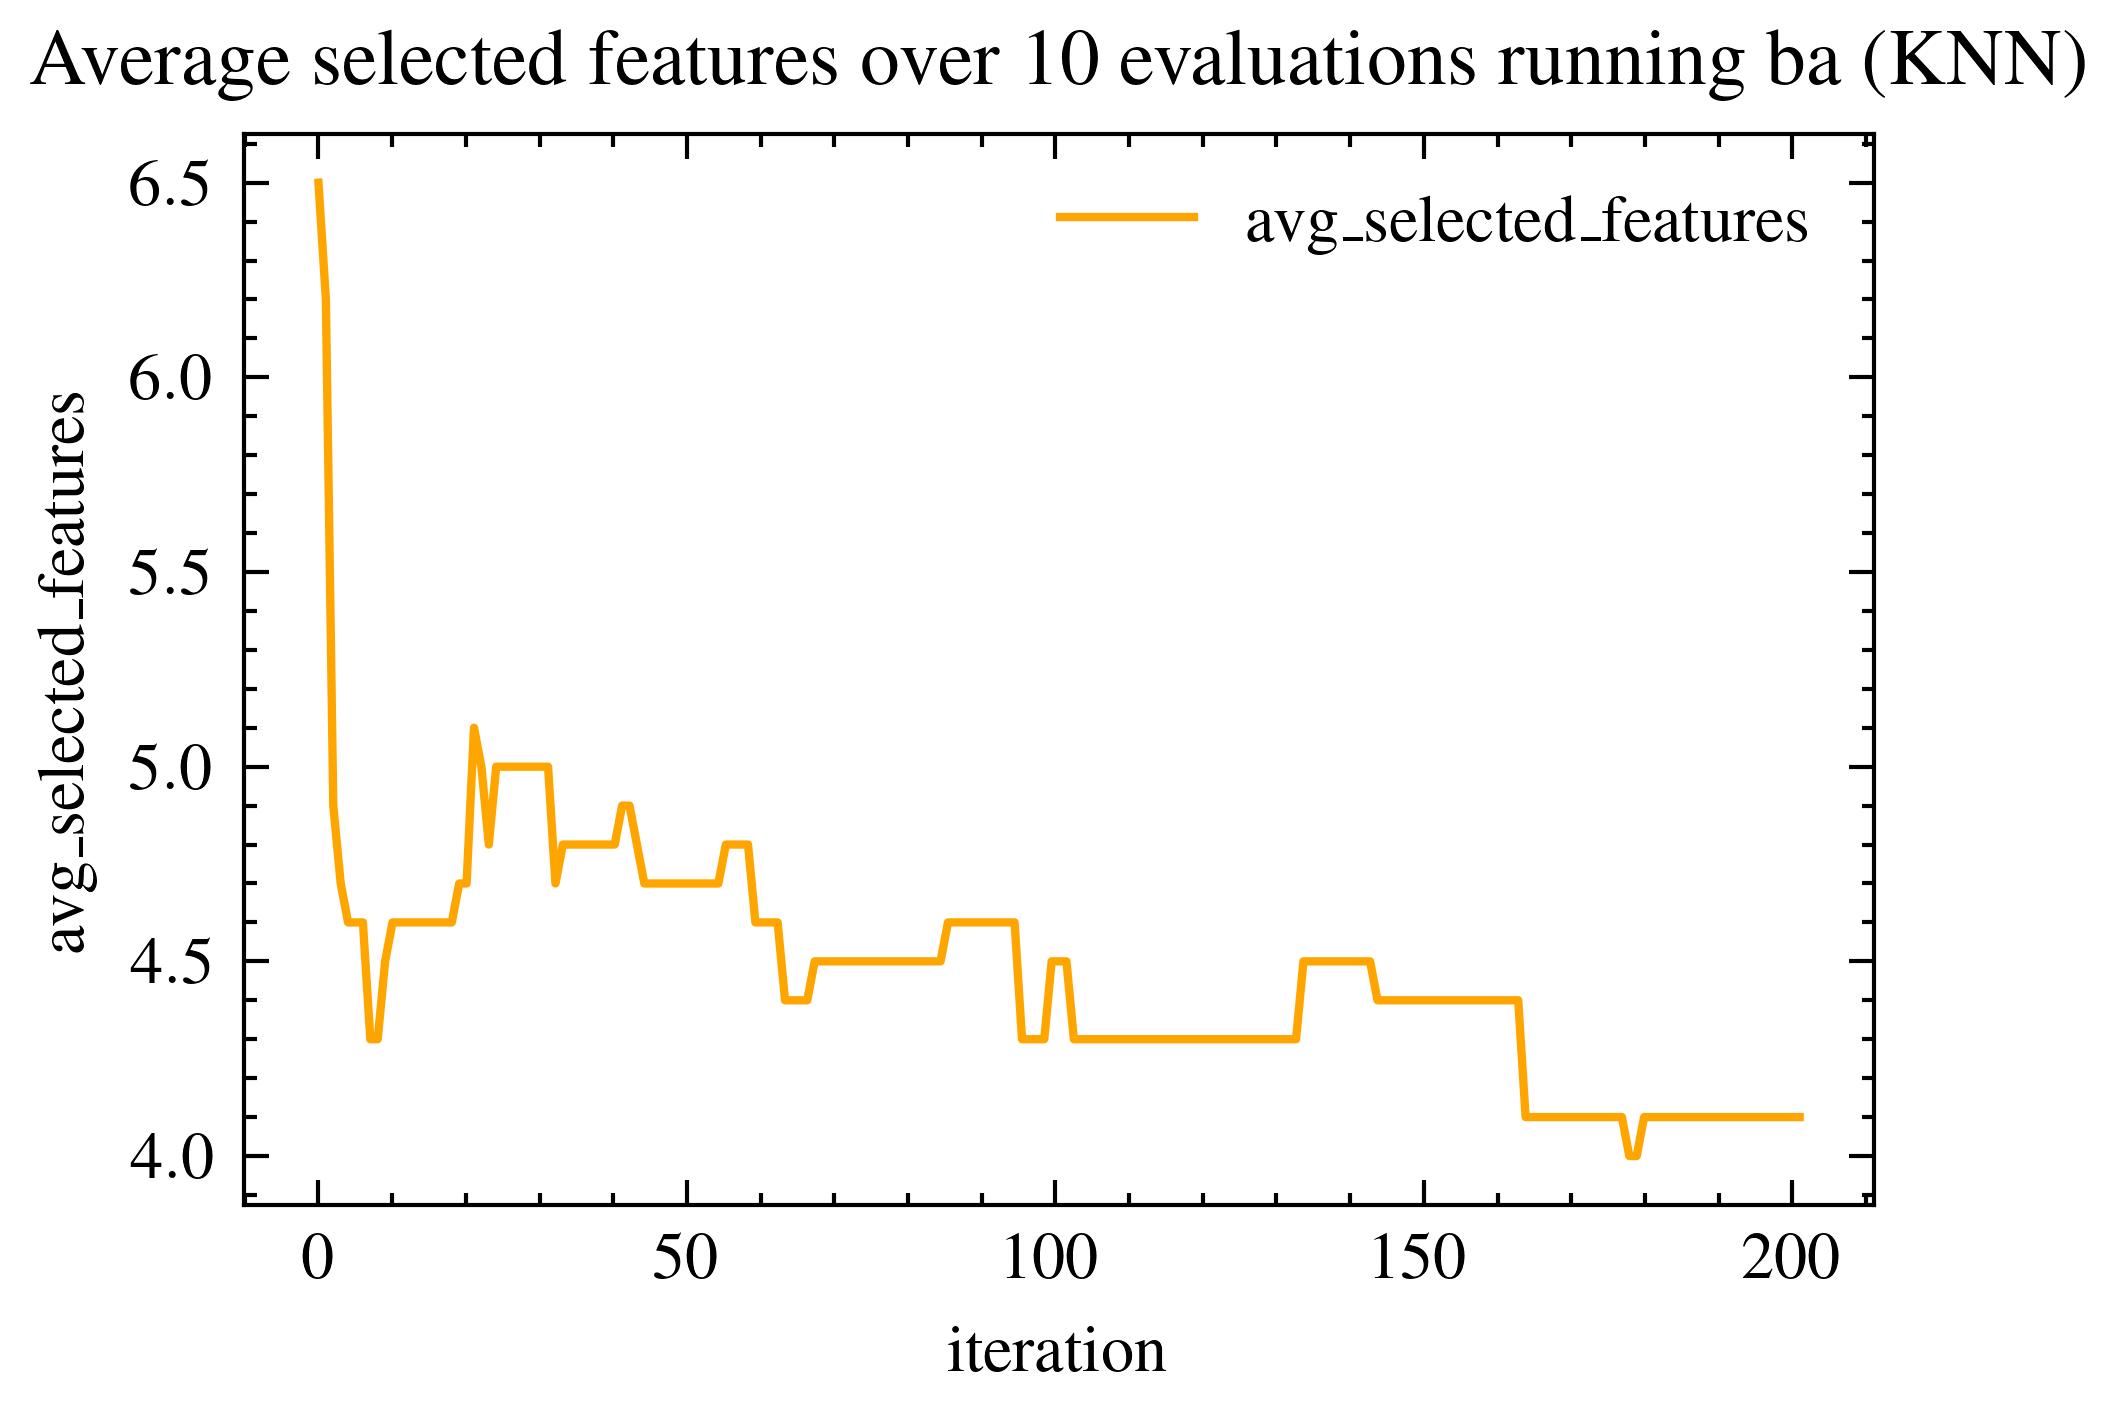 Average selected features over 10 evaluations running ba (KNN)
avg_selected_features
6.5
6.0
5.5
5.0
4.5
4.0
avg_selected_features
0 50 100 150 200
iteration